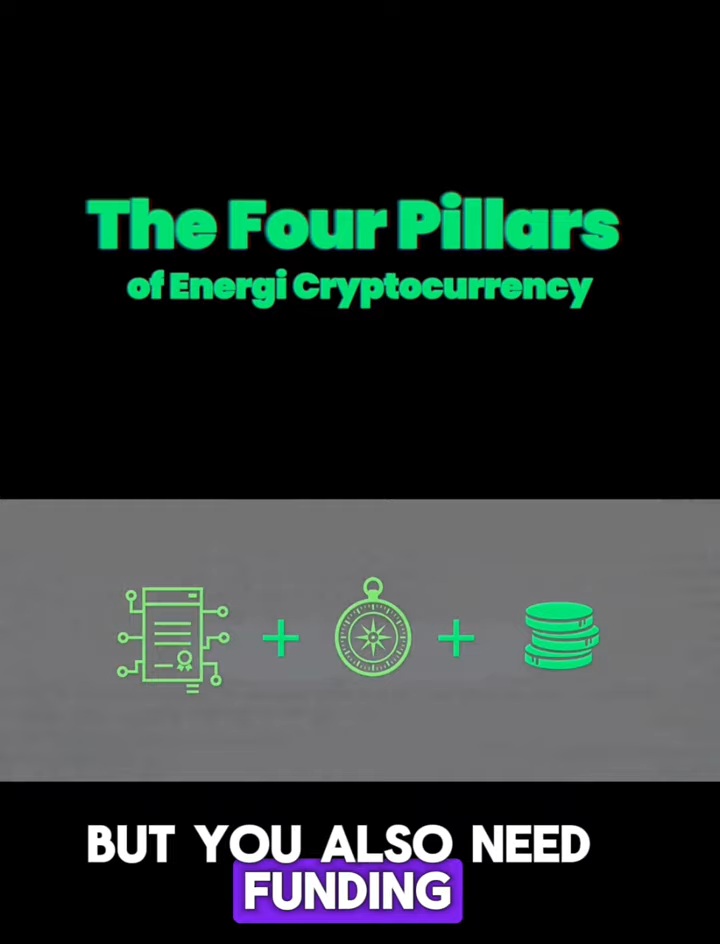 The Four Pillars
of Energi Cryptocurrency
BUT YOU ALSO NEED
FUNDING